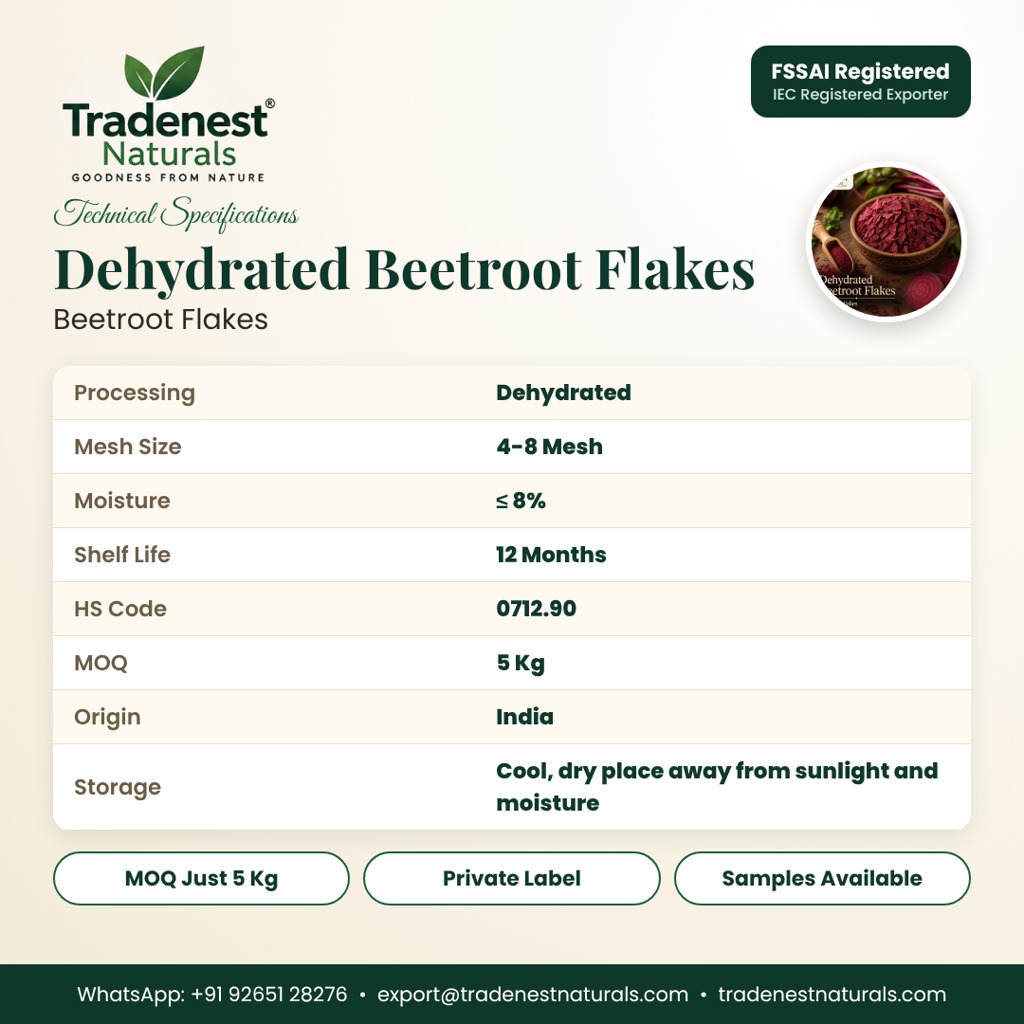 Tradenest®
Naturals
GOODNESS FROM NATURE
FSSAI Registered
IEC Registered Exporter
Technical Specifications
Dehydrated Beetroot Flakes
Beetroot Flakes
Dehydrated
eetroot Flakes
Processing Dehydrated
Mesh Size 4-8 Mesh
Moisture ≤ 8%
Shelf Life 12 Months
HS Code 0712.90
MOQ 5 Kg
Origin India
Storage Cool, dry place away from sunlight and
moisture
MOQ Just 5 Kg
Private Label
Samples Available
WhatsApp: +91 92651 28276 • export@tradenestnaturals.com • tradenestnaturals.com